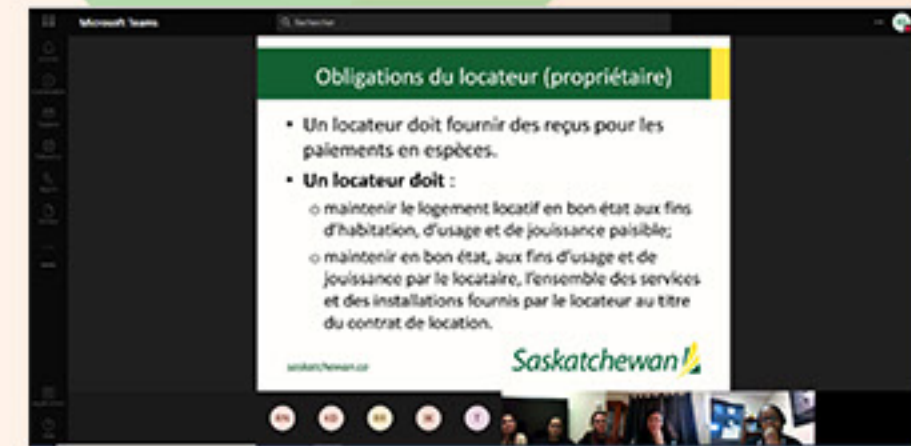 Microsoft Teams
Rechercher
Obligations du locateur (propriétaire)
• Un locateur doit fournir des reçus pour les
paiements en espèces.
• Un locateur doit :
o maintenir le logement locatif en bon état aux fins
d'habitation, d'usage et de jouissance paisible;
o maintenir en bon état, aux fins d'usage et de
jouissance par le locataire, l'ensemble des services
et des installations fournis par le locateur au titre
du contrat de location.
saskatchewan.ca
Saskatchewan
KD
T